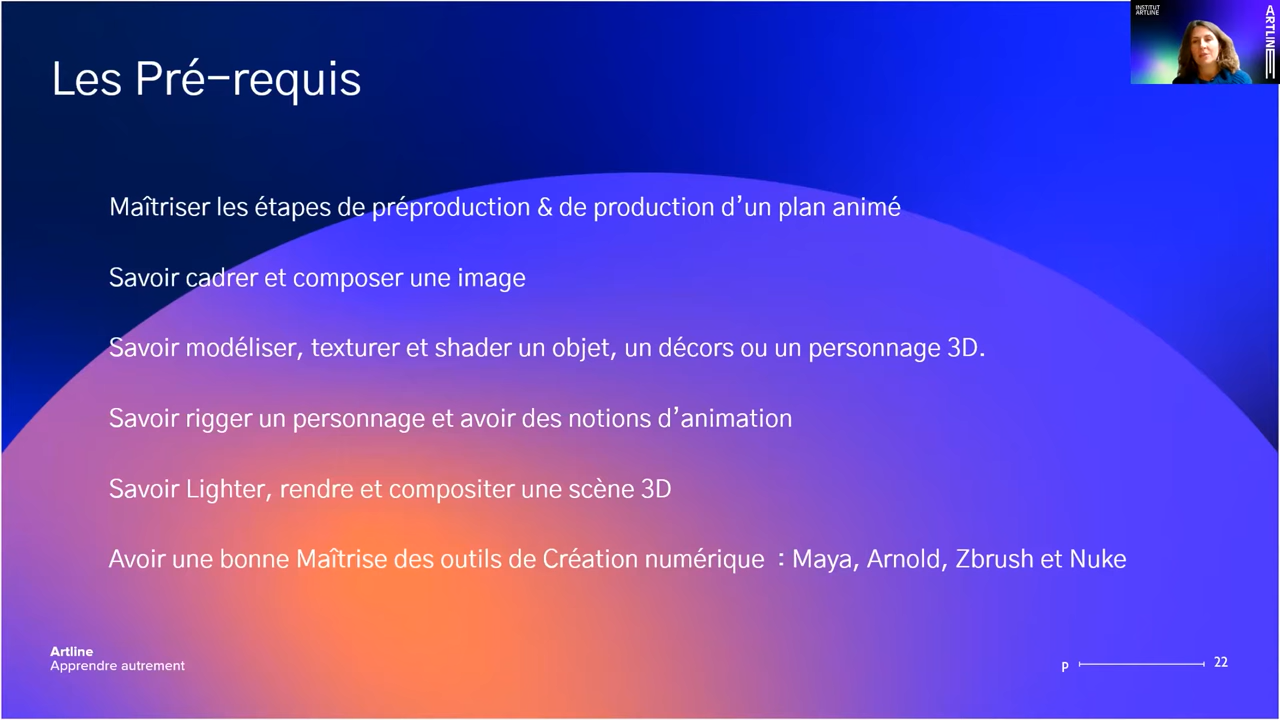 INSTITUT
ARTLINE
ARTLINE
Les Pré-requis
Maîtriser les étapes de préproduction & de production d'un plan animé
Savoir cadrer et composer une image
Savoir modéliser, texturer et shader un objet, un décors ou un personnage 3D.
Savoir rigger un personnage et avoir des notions d'animation
Savoir Lighter, rendre et compositer une scène 3D
Avoir une bonne Maîtrise des outils de Création numérique : Maya, Arnold, Zbrush et Nuke
Artline
Apprendre autrement
P 22